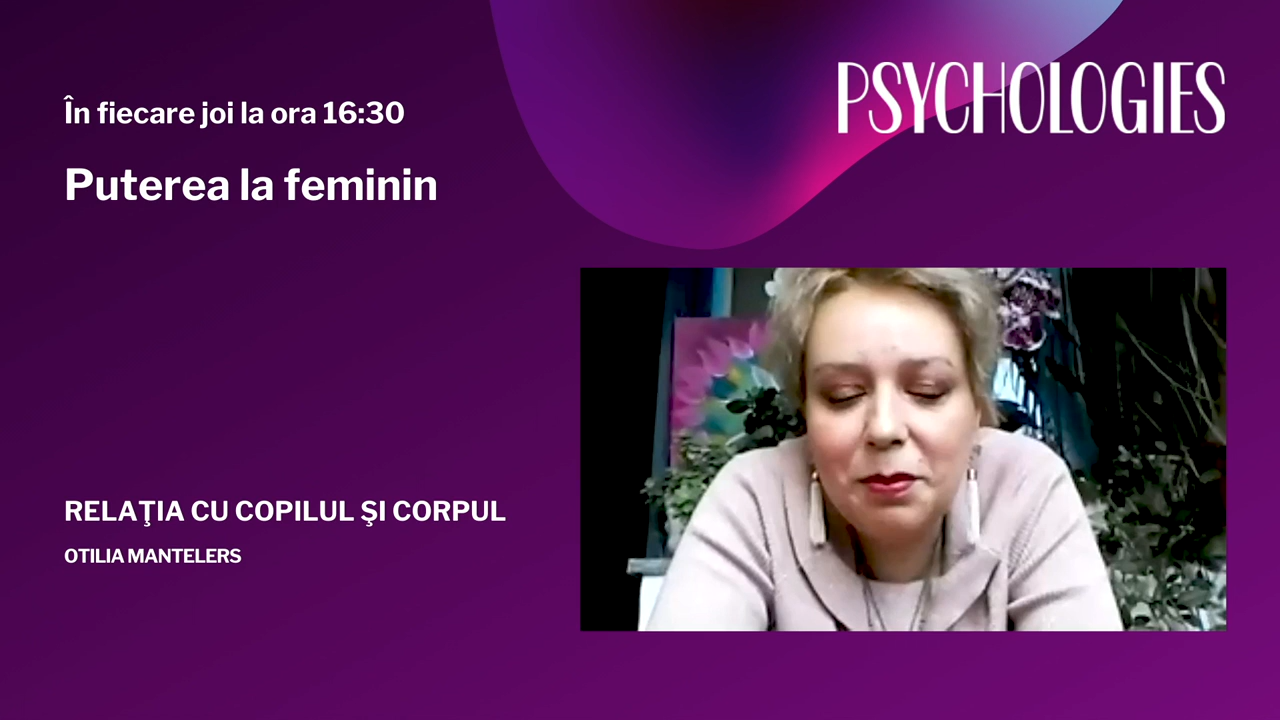 În fiecare joi la ora 16:30
PSYCHOLOGIES
Puterea la feminin
RELAŢIA CU COPILUL ŞI CORPUL
OTILIA MANTELERS